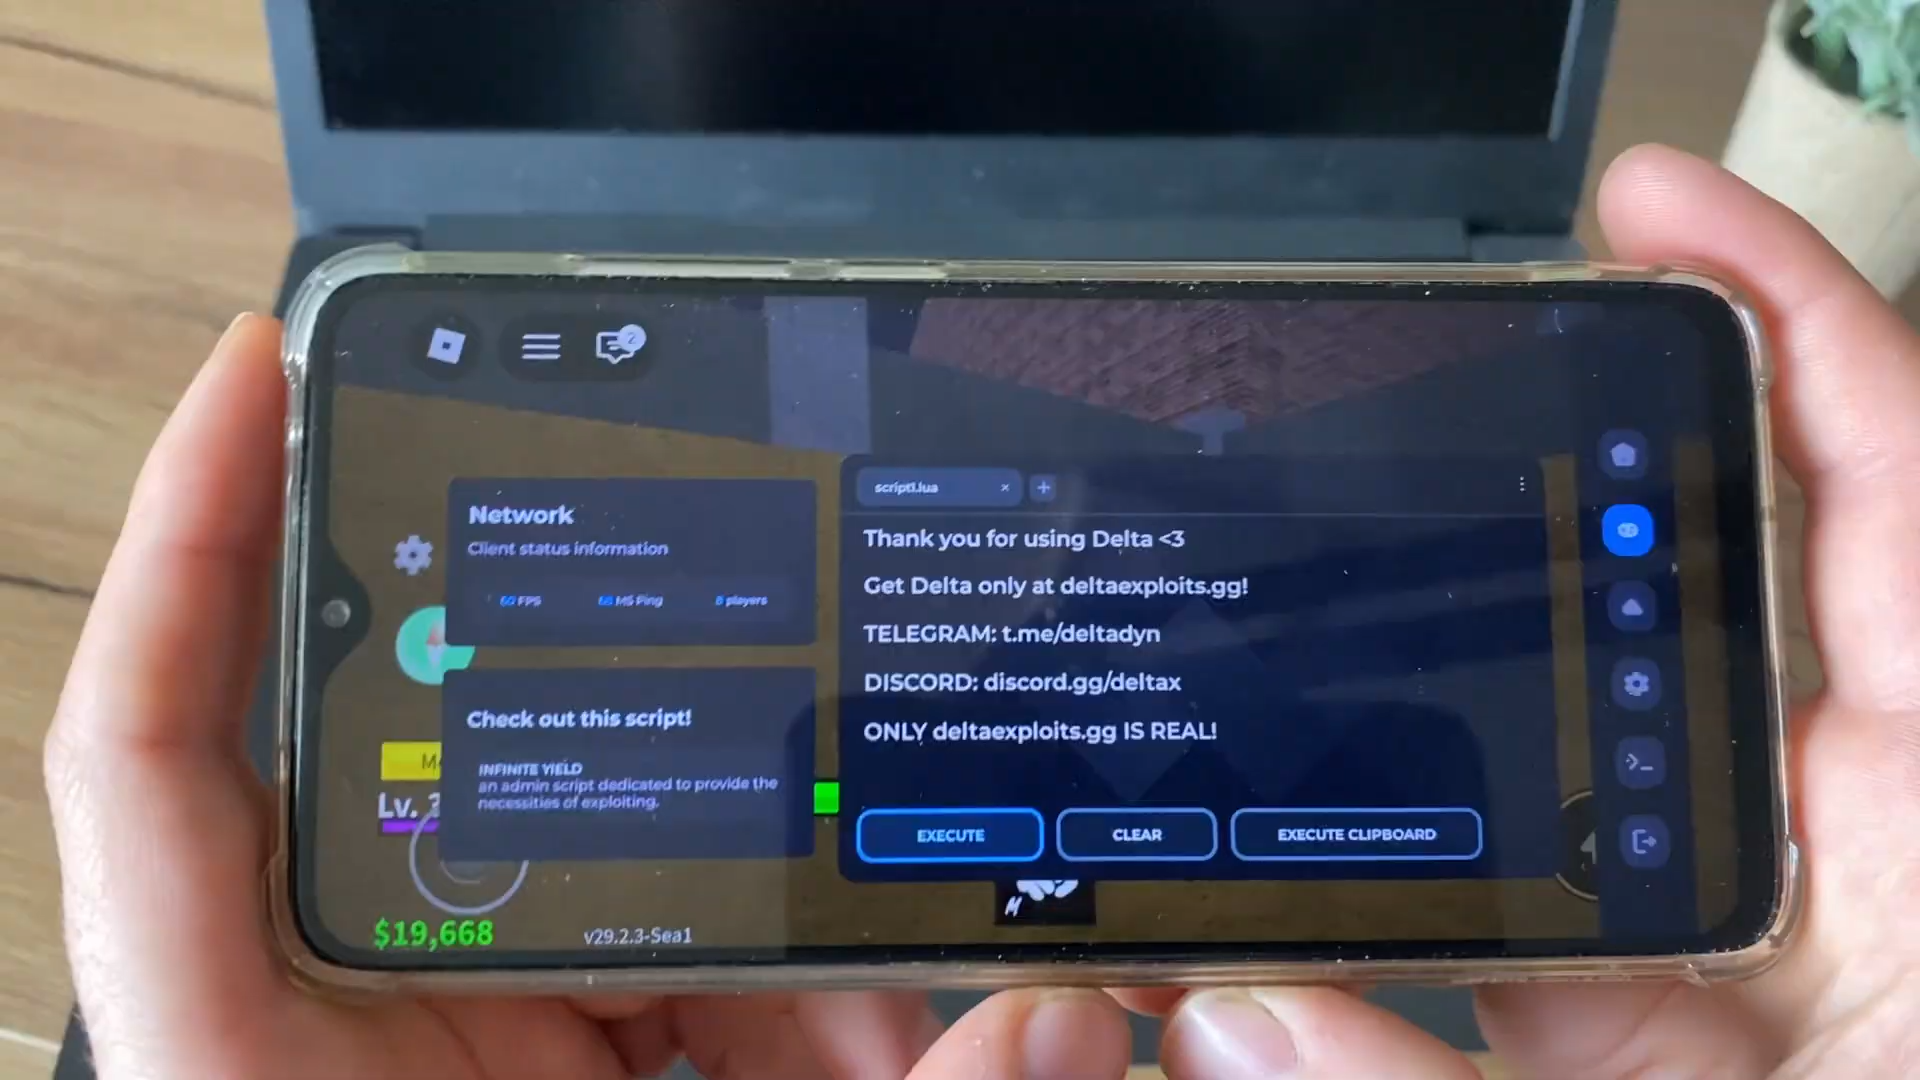 2
Network
Client status information
60 FPS
68 MS Ping
8 players
Check out this script!
INFINITE YIELD
an admin script dedicated to provide the
necessities of exploiting.
script1.lua
×
+
Thank you for using Delta <3
Get Delta only at deltaexploits.gg!
TELEGRAM: t.me/deltadyn
DISCORD: discord.gg/deltax
ONLY deltaexploits.gg IS REAL!
EXECUTE
CLEAR
EXECUTE CLIPBOARD
Lv.
M
$19,668
v29.2.3-Sea1